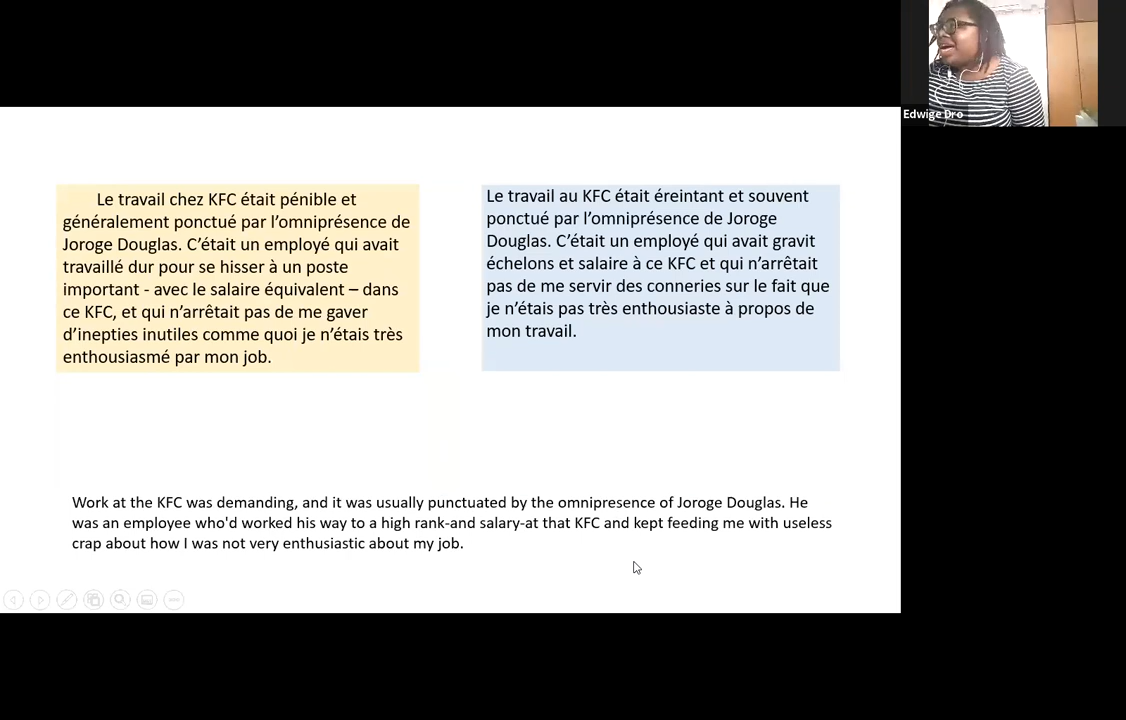 Edwige Dro
Le travail chez KFC était pénible et
généralement ponctué par l'omniprésence de
Joroge Douglas. C'était un employé qui avait
travaillé dur pour se hisser à un poste
important - avec le salaire équivalent – dans
ce KFC, et qui n'arrêtait pas de me gaver
d'inepties inutiles comme quoi je n'étais très
enthousiasmé par mon job.
Le travail au KFC était éreintant et souvent
ponctué par l'omniprésence de Joroge
Douglas. C'était un employé qui avait gravit
échelons et salaire à ce KFC et qui n'arrêtait
pas de me servir des conneries sur le fait que
je n'étais pas très enthousiaste à propos de
mon travail.
Work at the KFC was demanding, and it was usually punctuated by the omnipresence of Joroge Douglas. He
was an employee who'd worked his way to a high rank-and salary-at that KFC and kept feeding me with useless
crap about how I was not very enthusiastic about my job.